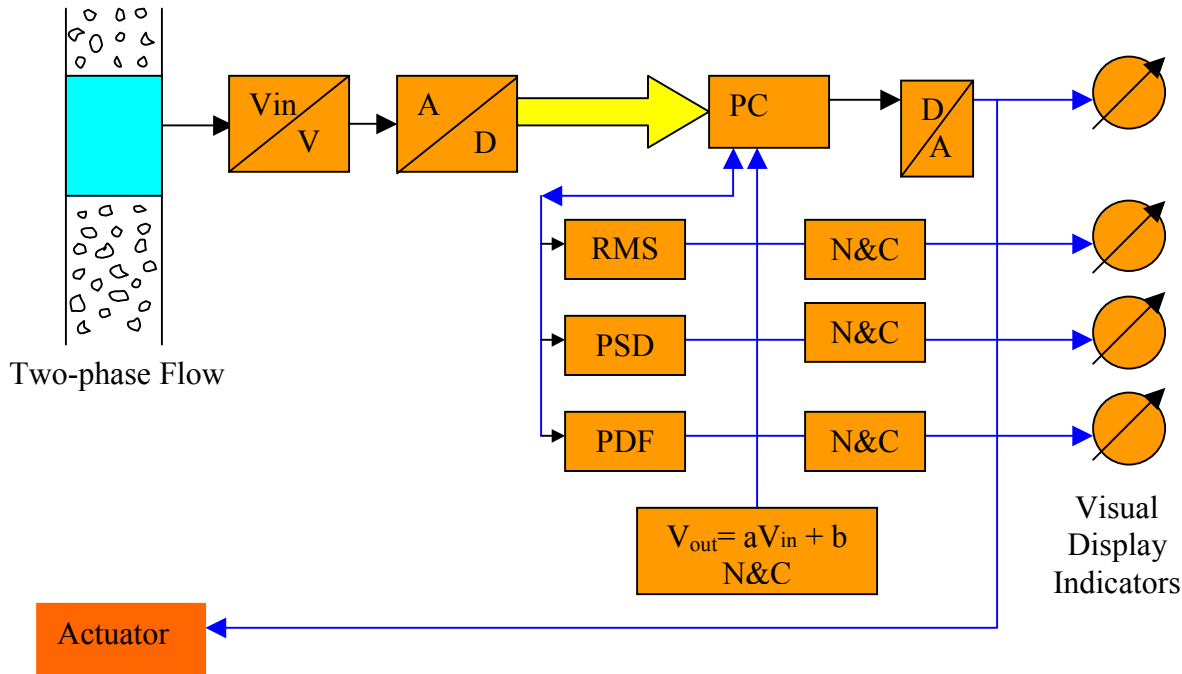 Vin
V
A
D
PC
D
A
RMS
N&C
PSD
N&C
Two-phase Flow
PDF
N&C
Vout= aVin + b
N&C
Visual
Display
Indicators
Actuator